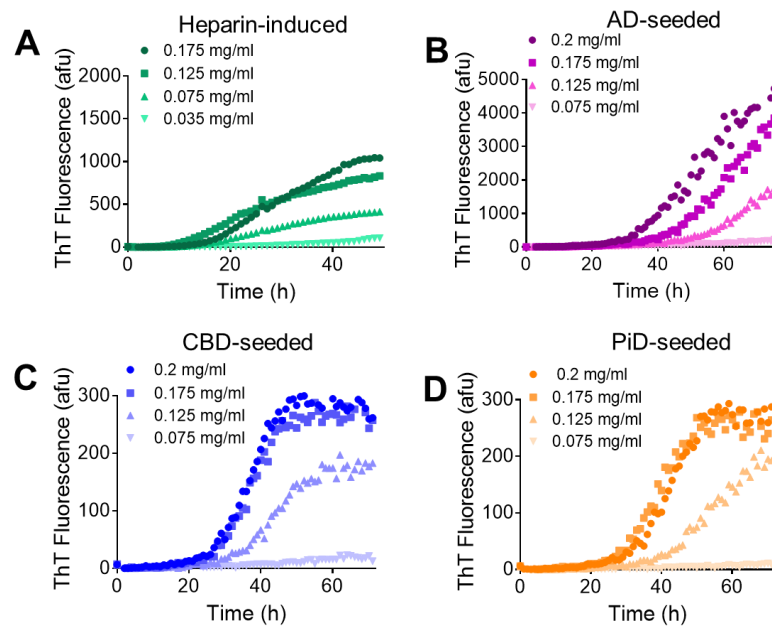 A
Heparin-induced
0.175 mg/ml
0.125 mg/ml
0.075 mg/ml
0.035 mg/ml
ThT Fluorescence (afu)
2000
1500
1000
500
0
0 20 40
Time (h)
B
AD-seeded
0.2 mg/ml
0.175 mg/ml
0.125 mg/ml
0.075 mg/ml
ThT Fluorescence (afu)
5000
4000
3000
2000
1000
0
0 20 40 60
Time (h)
C
CBD-seeded
0.2 mg/ml
0.175 mg/ml
0.125 mg/ml
0.075 mg/ml
ThT Fluorescence (afu)
300
200
100
0
0 20 40 60
Time (h)
D
PiD-seeded
0.2 mg/ml
0.175 mg/ml
0.125 mg/ml
0.075 mg/ml
ThT Fluorescence (afu)
300
200
100
0
0 20 40 60
Time (h)